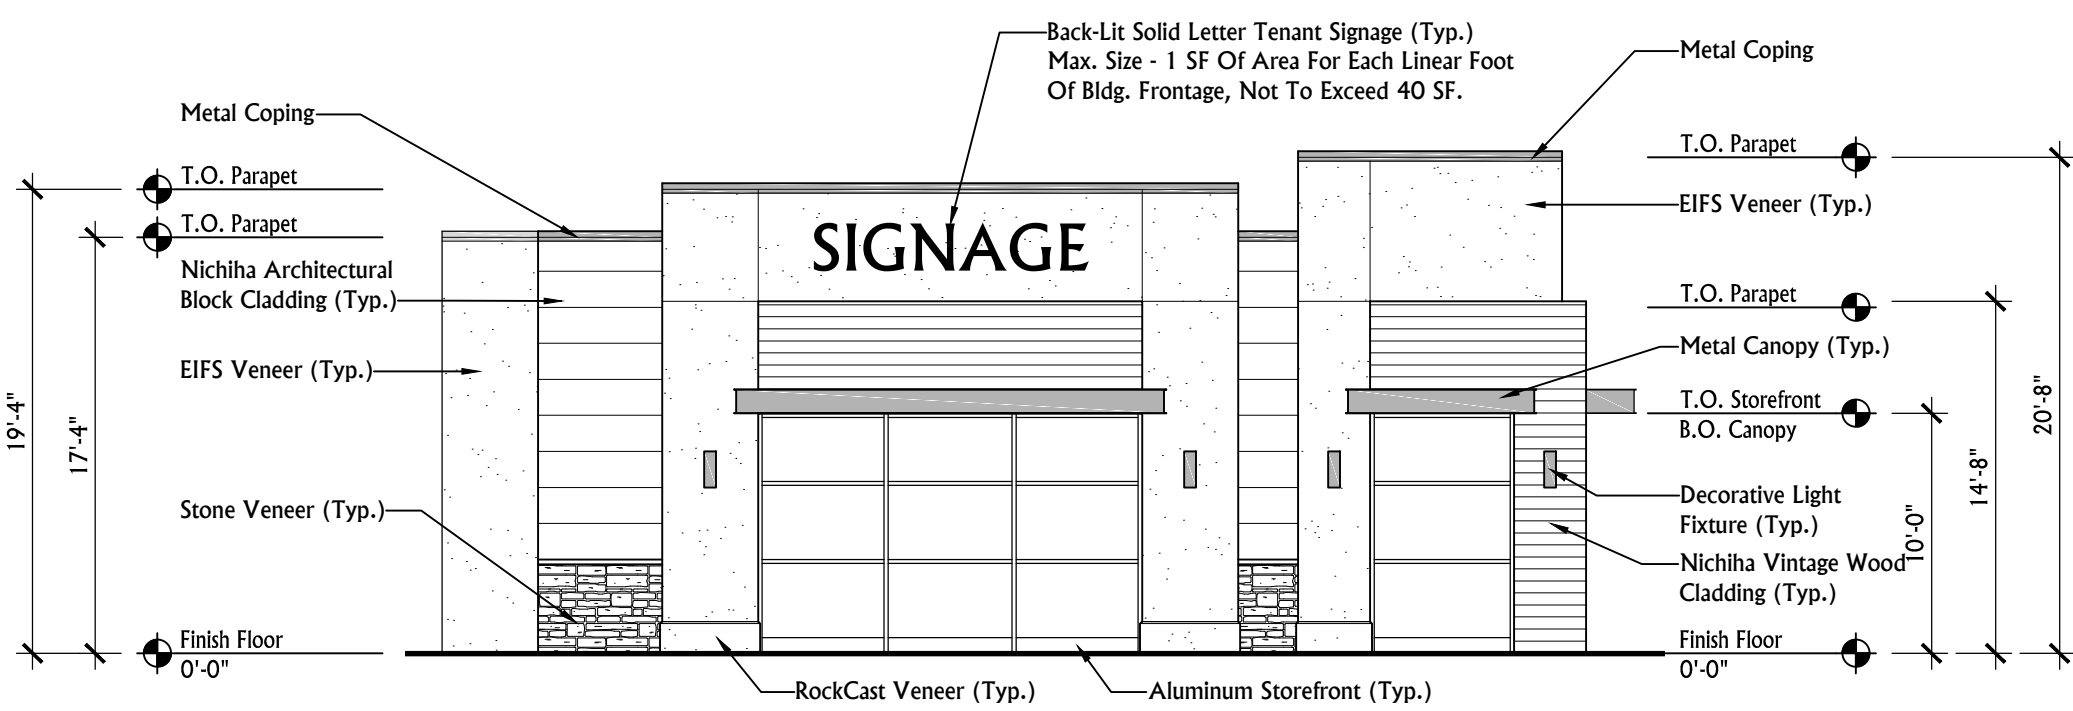 Back-Lit Solid Letter Tenant Signage (Typ.)
Max. Size - 1 SF Of Area For Each Linear Foot
Of Bldg. Frontage, Not To Exceed 40 SF.
Metal Coping
Metal Coping
T.O. Parapet
T.O. Parapet
T.O. Parapet
EIFS Veneer (Typ.)
SIGNAGE
Nichiha Architectural
Block Cladding (Typ.)
T.O. Parapet
Metal Canopy (Typ.)
EIFS Veneer (Typ.)
T.O. Storefront
B.O. Canopy
19'-4"
17'-4"
20'-8"
14'-8"
10'-0"
Stone Veneer (Typ.)
Decorative Light
Fixture (Typ.)
Nichiha Vintage Wood
Cladding (Typ.)
Finish Floor
0'-0"
Finish Floor
0'-0"
RockCast Veneer (Typ.)
Aluminum Storefront (Typ.)